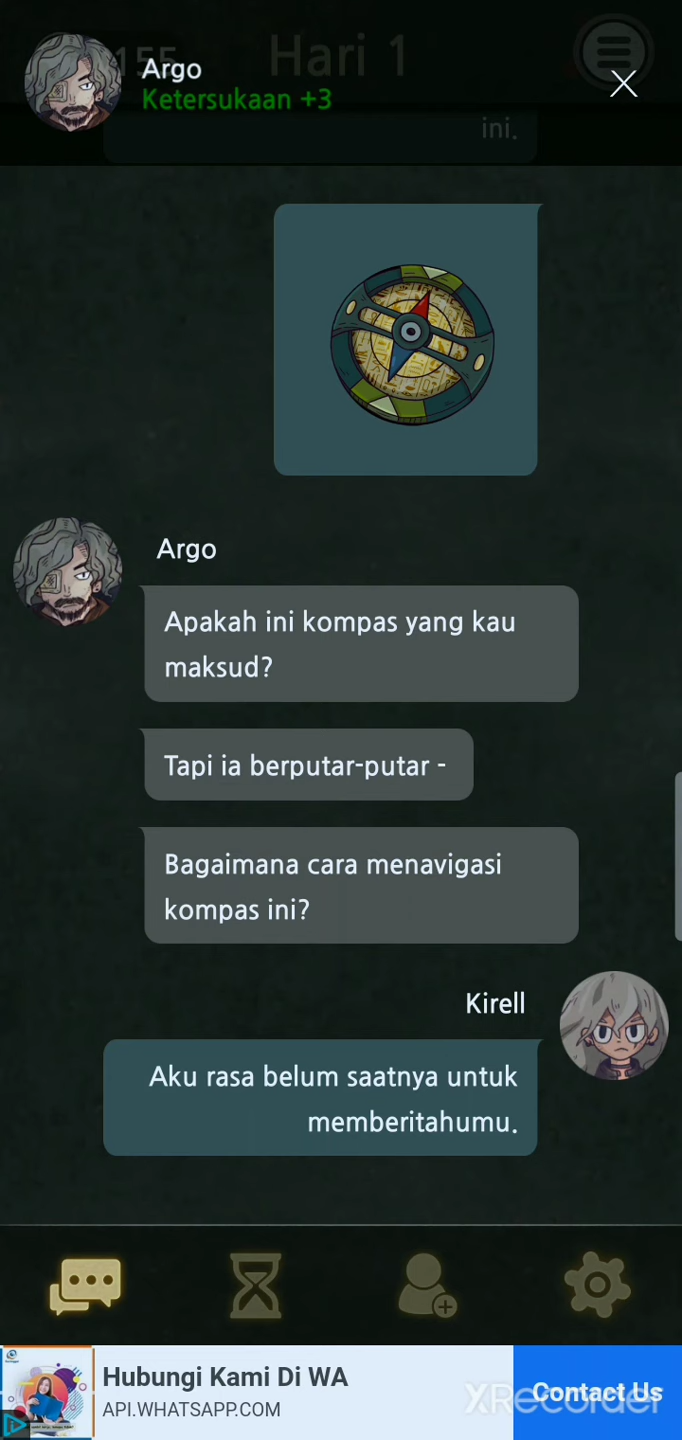 155
Hari 1
Argo
Ketersukaan +3
ini.
Argo
Apakah ini kompas yang kau
maksud?
Tapi ia berputar-putar -
Bagaimana cara menavigasi
kompas ini?
Kirell
Aku rasa belum saatnya untuk
memberitahumu.
Hubungi Kami Di WA
API.WHATSAPP.COM
Contact Us
XRecorder